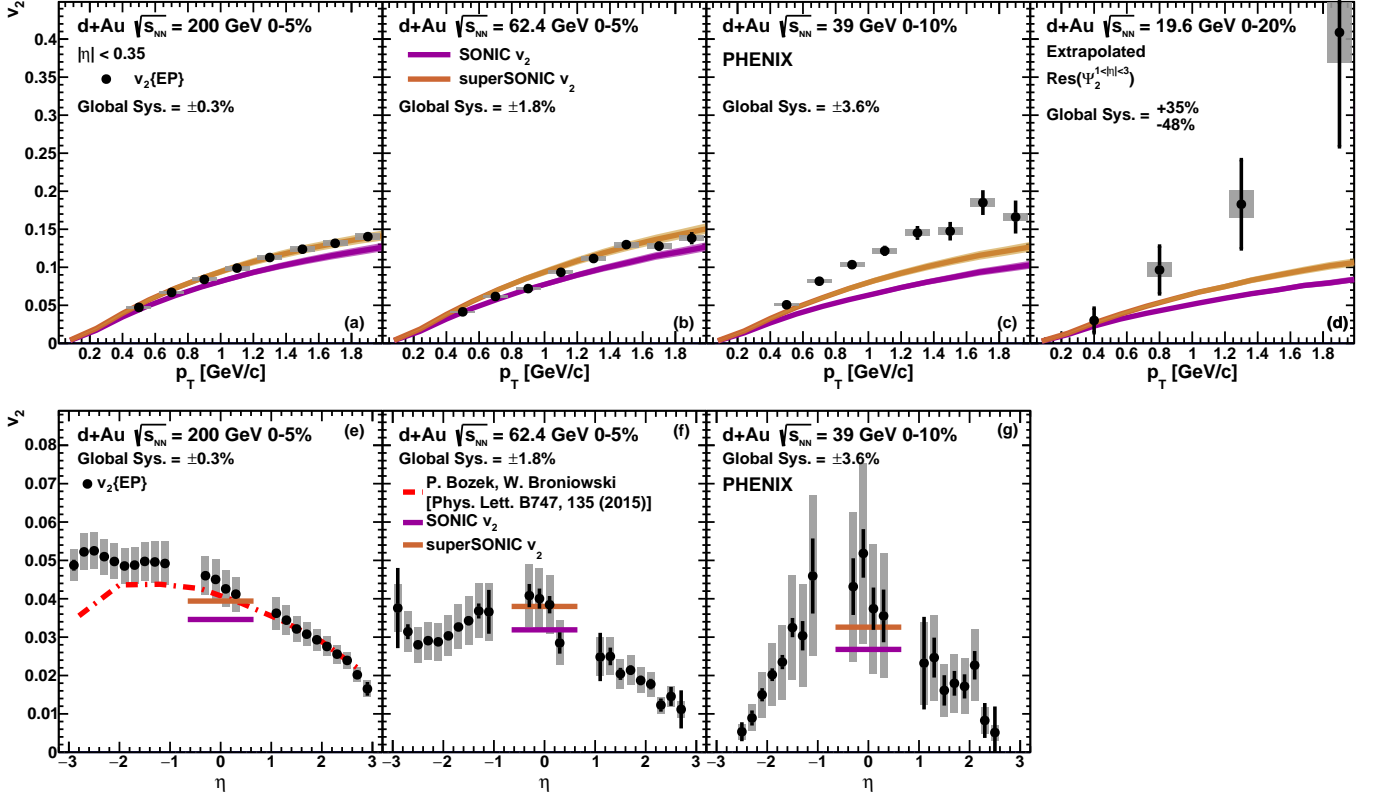 v₂
d+Au √sNN = 200 GeV 0-5%
|η| < 0.35
v₂{EP}
Global Sys. = ±0.3%
(a)
d+Au √sNN = 62.4 GeV 0-5%
SONIC v₂
superSONIC v₂
Global Sys. = ±1.8%
(b)
d+Au √sNN = 39 GeV 0-10%
PHENIX
Global Sys. = ±3.6%
(c)
d+Au √sNN = 19.6 GeV 0-20%
Extrapolated
Res(Ψ₂^1<|η|<3)
Global Sys. = +35% -48%
(d)
0.4
0.35
0.3
0.25
0.2
0.15
0.1
0.05
0
0.2 0.4 0.6 0.8 1 1.2 1.4 1.6 1.8
0.2 0.4 0.6 0.8 1 1.2 1.4 1.6 1.8
0.2 0.4 0.6 0.8 1 1.2 1.4 1.6 1.8
0.2 0.4 0.6 0.8 1 1.2 1.4 1.6 1.8
p_T [GeV/c]
p_T [GeV/c]
p_T [GeV/c]
p_T [GeV/c]
v₂
d+Au √sNN = 200 GeV 0-5%
(e)
Global Sys. = ±0.3%
v₂{EP}
d+Au √sNN = 62.4 GeV 0-5%
(f)
Global Sys. = ±1.8%
P. Bozek, W. Broniowski
[Phys. Lett. B747, 135 (2015)]
SONIC v₂
superSONIC v₂
d+Au √sNN = 39 GeV 0-10%
(g)
Global Sys. = ±3.6%
PHENIX
0.08
0.07
0.06
0.05
0.04
0.03
0.02
0.01
0
−3 −2 −1 0 1 2 3
−3 −2 −1 0 1 2 3
−3 −2 −1 0 1 2 3
η
η
η